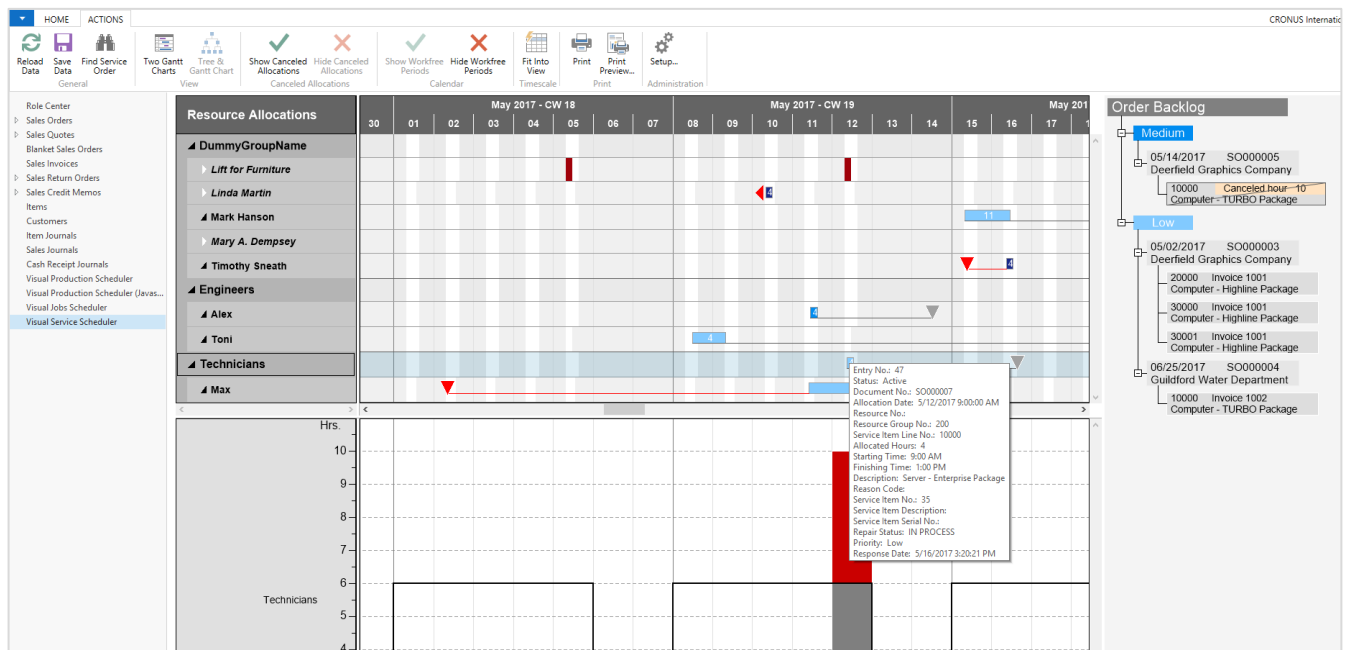 HOME ACTIONS
CRONUS Internatio
Reload Data
Save Data
Find Service Order
General
Two Gantt Charts
Tree & Gantt Chart
View
Show Canceled Allocations
Hide Canceled Allocations
Canceled Allocations
Show Workfree Periods
Hide Workfree Periods
Calendar
Fit Into View
Timescale
Print
Print Preview...
Print
Setup...
Administration
Role Center
Sales Orders
Sales Quotes
Blanket Sales Orders
Sales Invoices
Sales Return Orders
Sales Credit Memos
Items
Customers
Item Journals
Sales Journals
Cash Receipt Journals
Visual Production Scheduler
Visual Production Scheduler (Javas...
Visual Jobs Scheduler
Visual Service Scheduler
Resource Allocations
May 2017 - CW 18
May 2017 - CW 19
May 201
30 01 02 03 04 05 06 07 08 09 10 11 12 13 14 15 16 17 1
DummyGroupName
Lift for Furniture
Linda Martin
4
Mark Hanson
11
Mary A. Dempsey
Timothy Sneath
4
Engineers
Alex
4
Toni
4
Technicians
4
Max
Entry No.: 47
Status: Active
Document No.: SO000007
Allocation Date: 5/12/2017 9:00:00 AM
Resource No.:
Resource Group No.: 200
Service Item Line No.: 10000
Allocated Hours: 4
Starting Time: 9:00 AM
Finishing Time: 1:00 PM
Description: Server - Enterprise Package
Reason Code:
Service Item No.: 35
Service Item Description:
Service Item Serial No.:
Repair Status: IN PROCESS
Priority: Low
Response Date: 5/16/2017 3:20:21 PM
Hrs.
10
9
8
7
6
5
4
Technicians
Order Backlog
Medium
05/14/2017 SO000005
Deerfield Graphics Company
10000 Canceled.hour 10
Computer - TURBO Package
Low
05/02/2017 SO000003
Deerfield Graphics Company
20000 Invoice 1001
Computer - Highline Package
30000 Invoice 1001
Computer - Highline Package
30001 Invoice 1001
Computer - Highline Package
06/25/2017 SO000004
Guildford Water Department
10000 Invoice 1002
Computer - TURBO Package